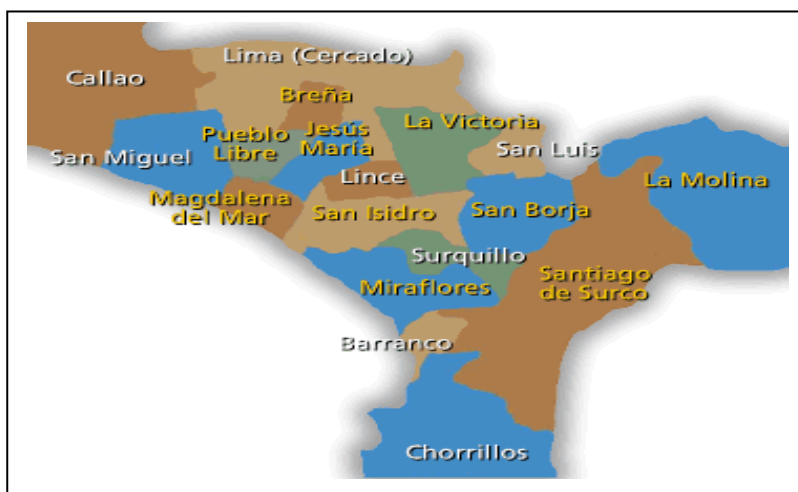 Lima (Cercado)
Callao
Breña
La Victoria
Pueblo
Libre
Jesús
María
San Luis
San Miguel
Lince
La Molina
Magdalena
del Mar
San Isidro
San Borja
Surquillo
Santiago
de Surco
Miraflores
Barranco
Chorrillos